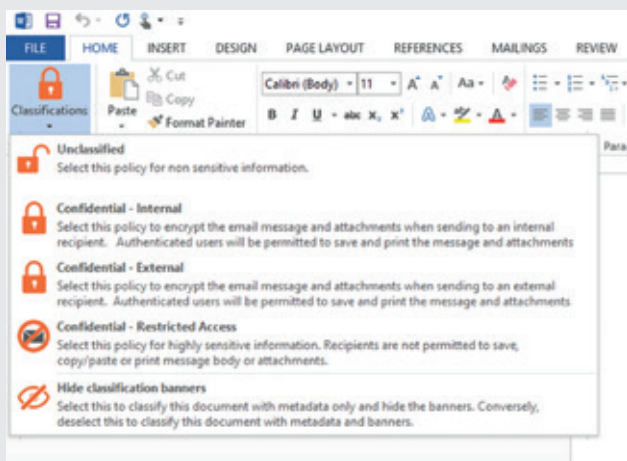 FILE HOME INSERT DESIGN PAGE LAYOUT REFERENCES MAILINGS REVIEW
Classifications
Paste
Cut
Copy
Format Painter
Calibri (Body) 11 A A Aa
B I U abc X, X' A A
Para
Unclassified
Select this policy for non sensitive information.
Confidential - Internal
Select this policy to encrypt the email message and attachments when sending to an internal
recipient. Authenticated users will be permitted to save and print the message and attachments
Confidential - External
Select this policy to encrypt the email message and attachments when sending to an external
recipient. Authenticated users will be permitted to save and print the message and attachments
Confidential - Restricted Access
Select this policy for highly sensitive information. Recipients are not permitted to save,
copy/paste or print message body or attachments.
Hide classification banners
Select this to classify this document with metadata only and hide the banners. Conversely,
deselect this to classify this document with metadata and banners.